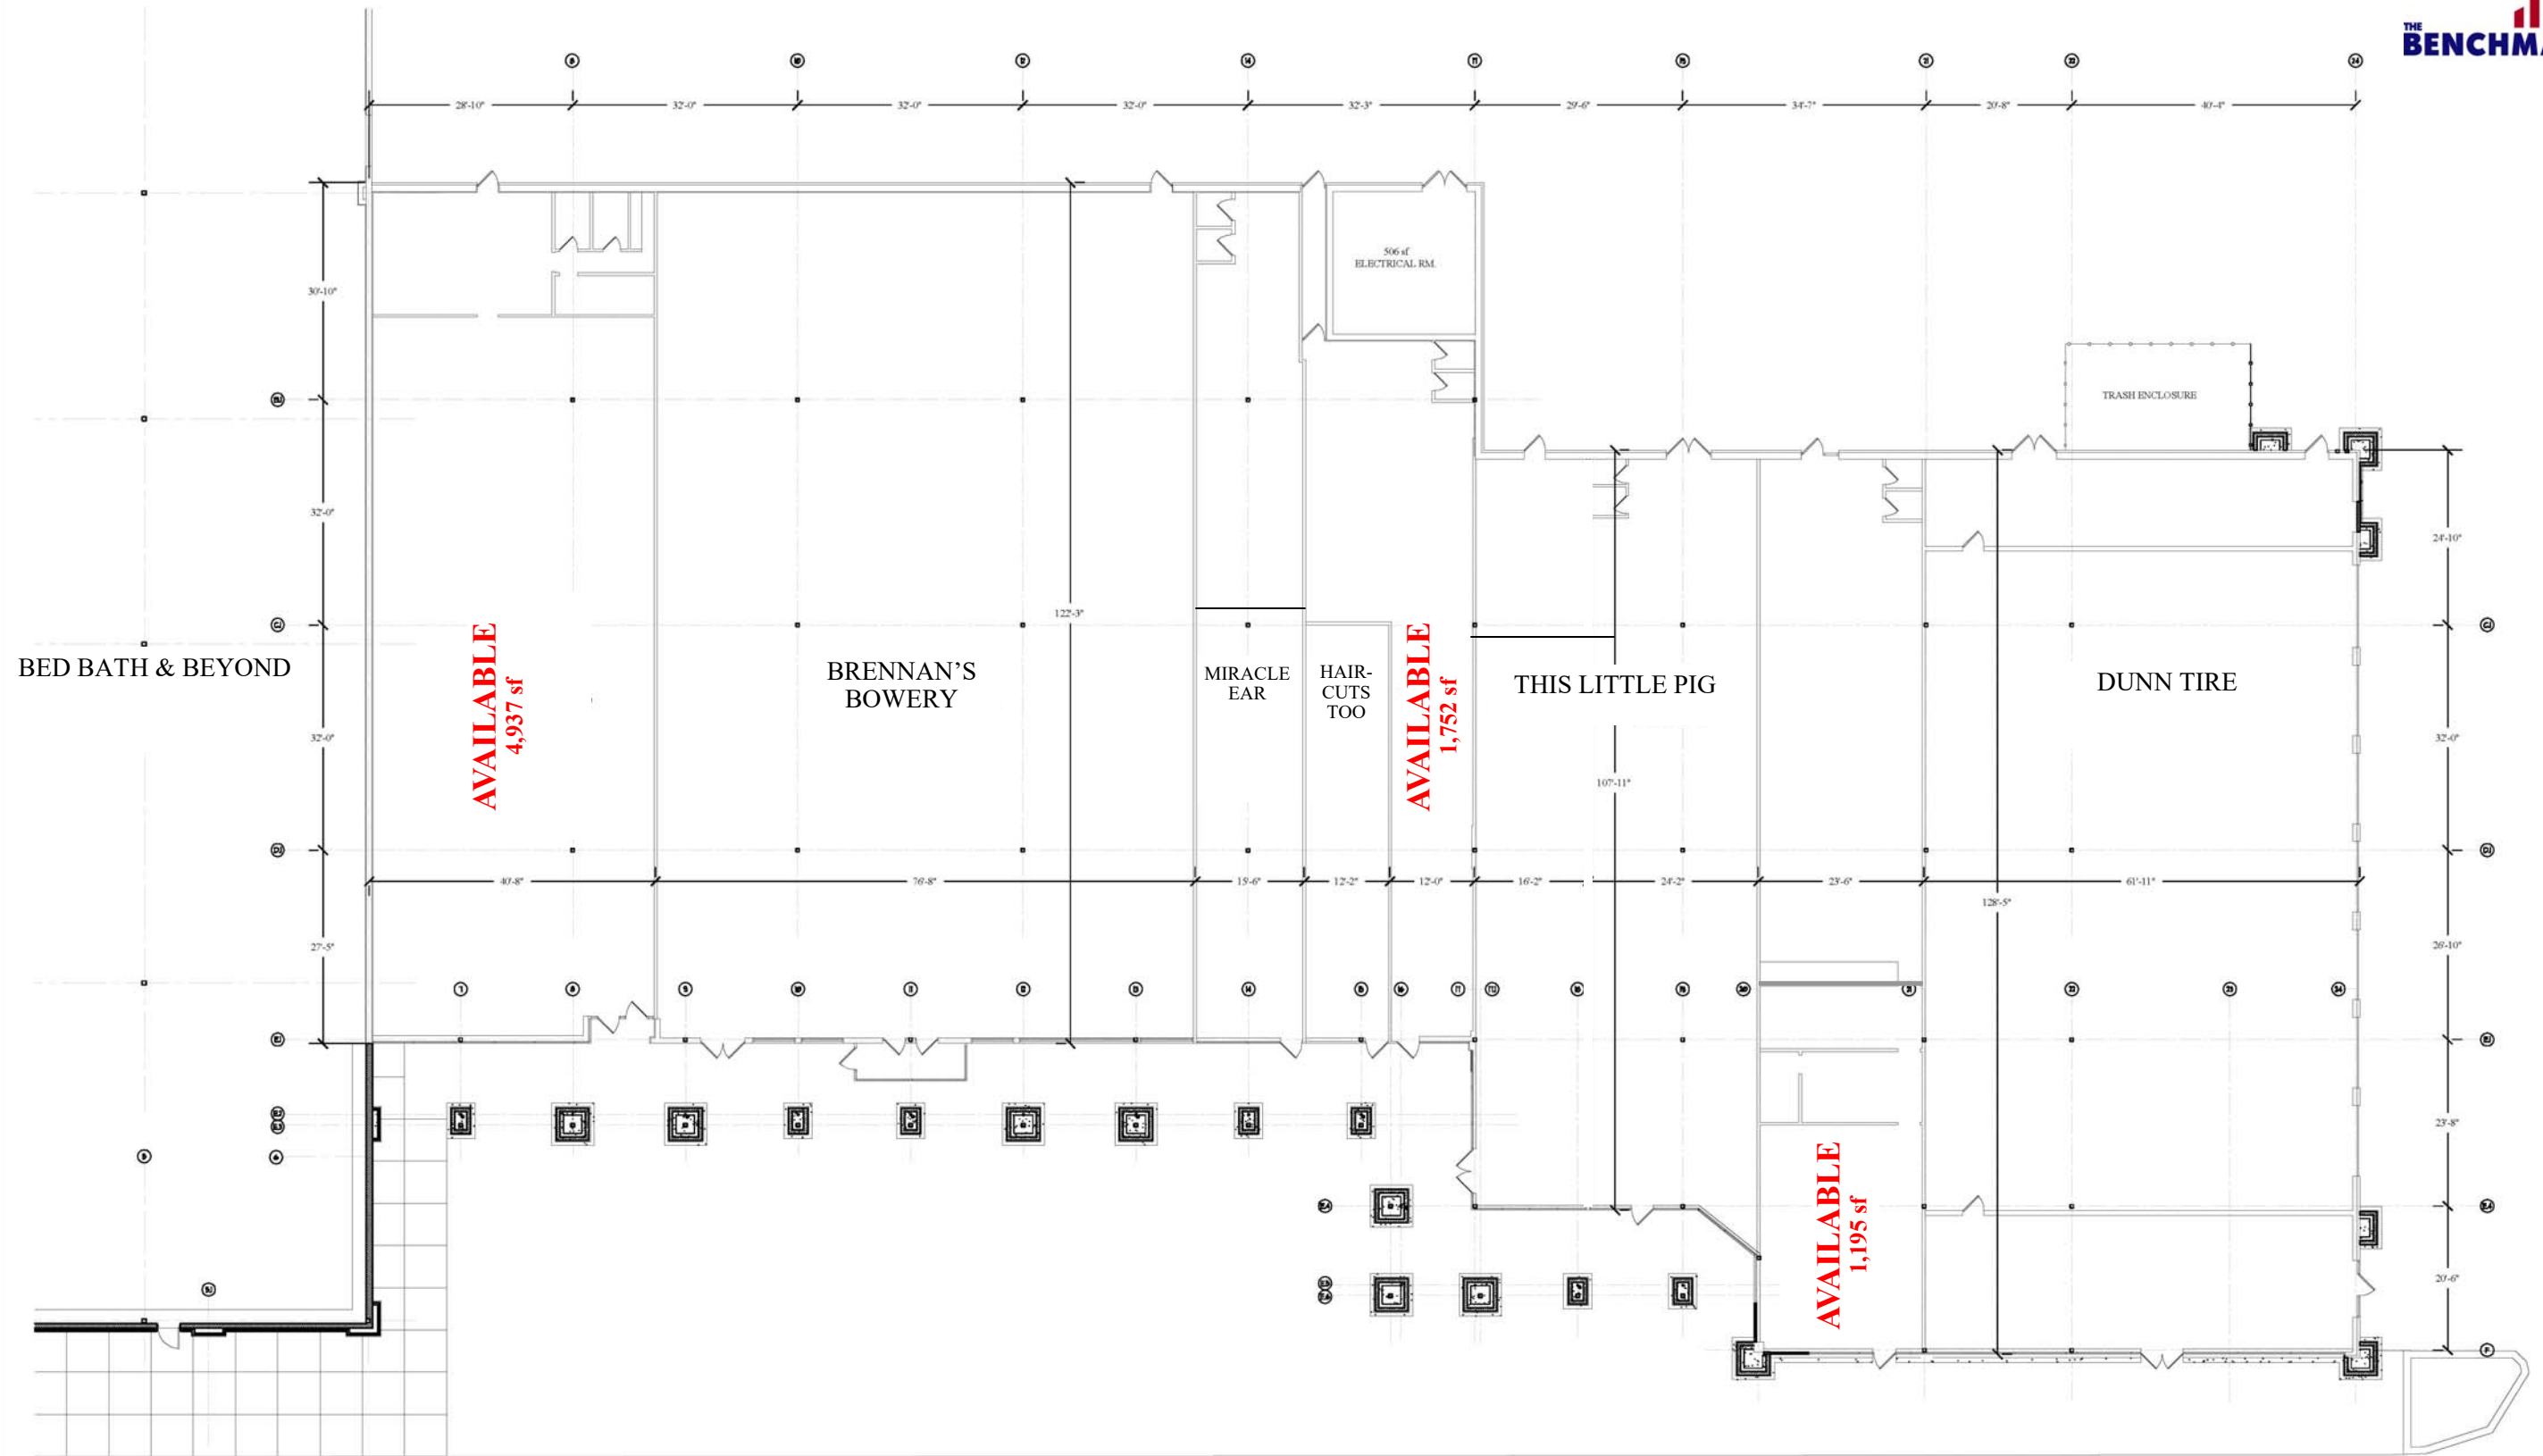 THE
BENCHMA
28'-10"
32'-0"
32'-0"
32'-0"
32'-3"
29'-6"
34'-7"
20'-8"
40'-4"
30'-10"
32'-0"
32'-0"
27'-5"
506 sf
ELECTRICAL RM.
TRASH ENCLOSURE
24'-10"
32'-0"
26'-10"
23'-8"
20'-6"
122'-3"
107'-11"
128'-5"
BED BATH & BEYOND
AVAILABLE
4,937 sf
BRENNAN'S
BOWERY
MIRACLE
EAR
HAIR-
CUTS
TOO
AVAILABLE
1,752 sf
THIS LITTLE PIG
DUNN TIRE
40'-8"
76'-8"
12'-2"
12'-0"
16'-2"
24'-2"
23'-6"
61'-11"
AVAILABLE
1,195 sf